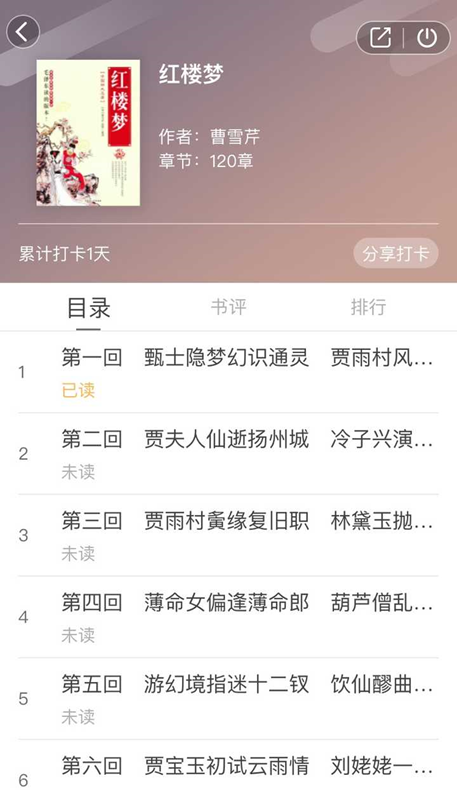 红楼梦
红楼梦
作者：曹雪芹
章节：120章
累计打卡1天
分享打卡
目录
书评
排行
1
第一回 甄士隐梦幻识通灵 贾雨村风...
已读
2
第二回 贾夫人仙逝扬州城 冷子兴演...
未读
3
第三回 贾雨村夤缘复旧职 林黛玉抛...
未读
4
第四回 薄命女偏逢薄命郎 葫芦僧乱...
未读
5
第五回 游幻境指迷十二钗 饮仙醪曲...
未读
6
第六回 贾宝玉初试云雨情 刘姥姥一...